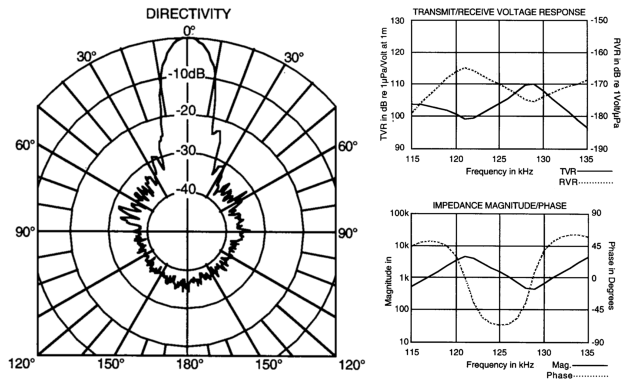 DIRECTIVITY
0°
30° 30°
-10dB
-20
60° 60°
-30
-40
90° 90°
120° 150° 180° 150° 120°
TRANSMIT/RECEIVE VOLTAGE RESPONSE
TVR in dB re 1µPa/Volt at 1m
130
120
110
100
90
-150
-160
-170
-180
-190
RVR in dB re 1Volt/µPa
115 120 125 130 135
Frequency in kHz
TVR
RVR
IMPEDANCE MAGNITUDE/PHASE
Magnitude in
100k
10k
1k
100
10
90
45
0
-45
-90
Phase in Degrees
115 120 125 130 135
Frequency in kHz
Mag.
Phase